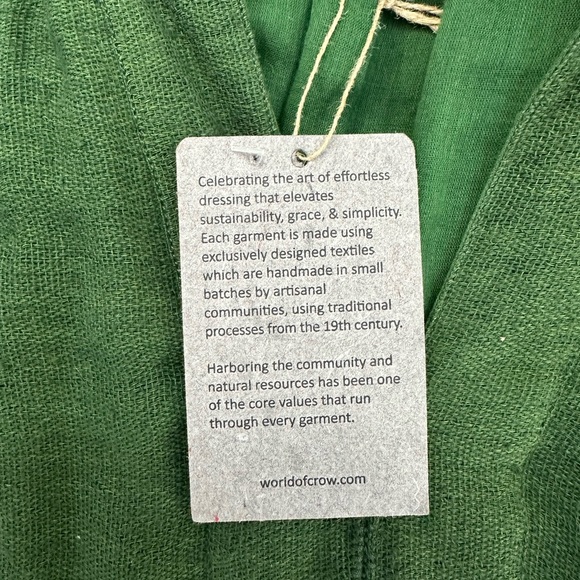 Celebrating the art of effortless
dressing that elevates
sustainability, grace, & simplicity.
Each garment is made using
exclusively designed textiles
which are handmade in small
batches by artisanal
communities, using traditional
processes from the 19th century.
Harboring the community and
natural resources has been one
of the core values that run
through every garment.
worldofcrow.com